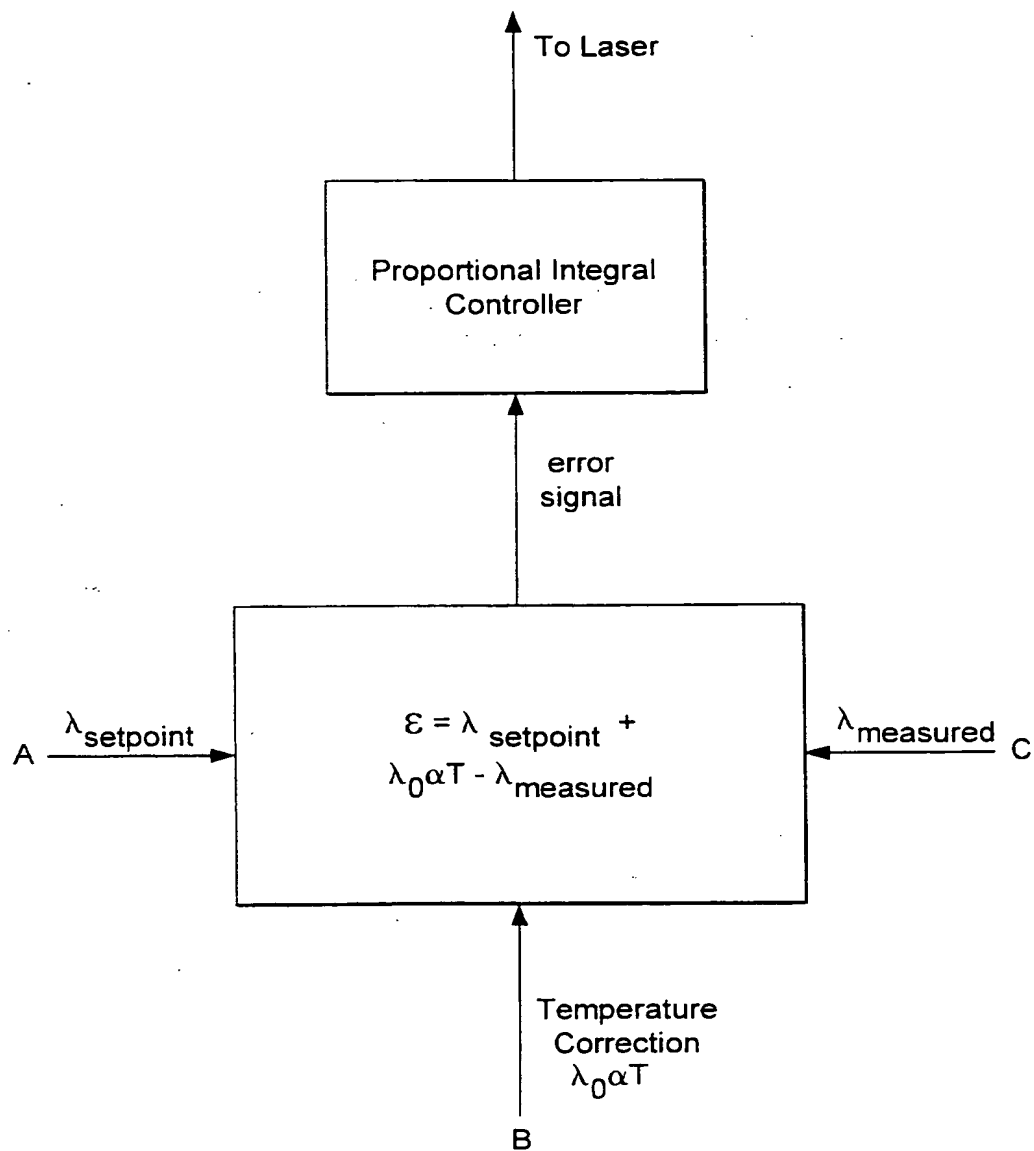 To Laser
Proportional Integral
Controller
error
signal
λsetpoint
A
ε = λ setpoint +
λ0αT - λmeasured
λmeasured
C
Temperature
Correction
λ0αT
B